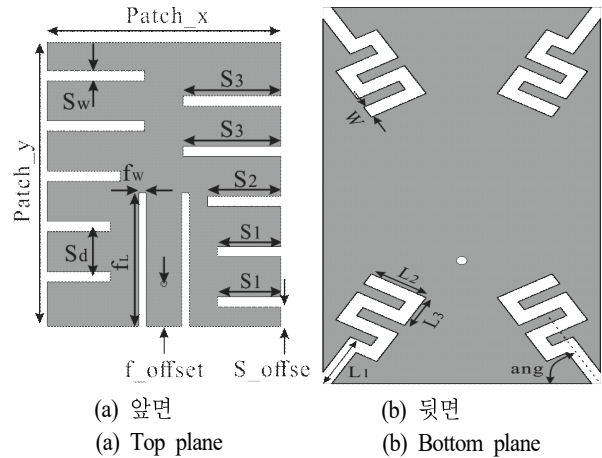 Patch_x
Patch_y
Sw
S3
S3
fw
S2
Sd
fL
S1
S1
f_offset
S_offse
W
L2
L3
L1
ang
(a) 앞면
(a) Top plane
(b) 뒷면
(b) Bottom plane